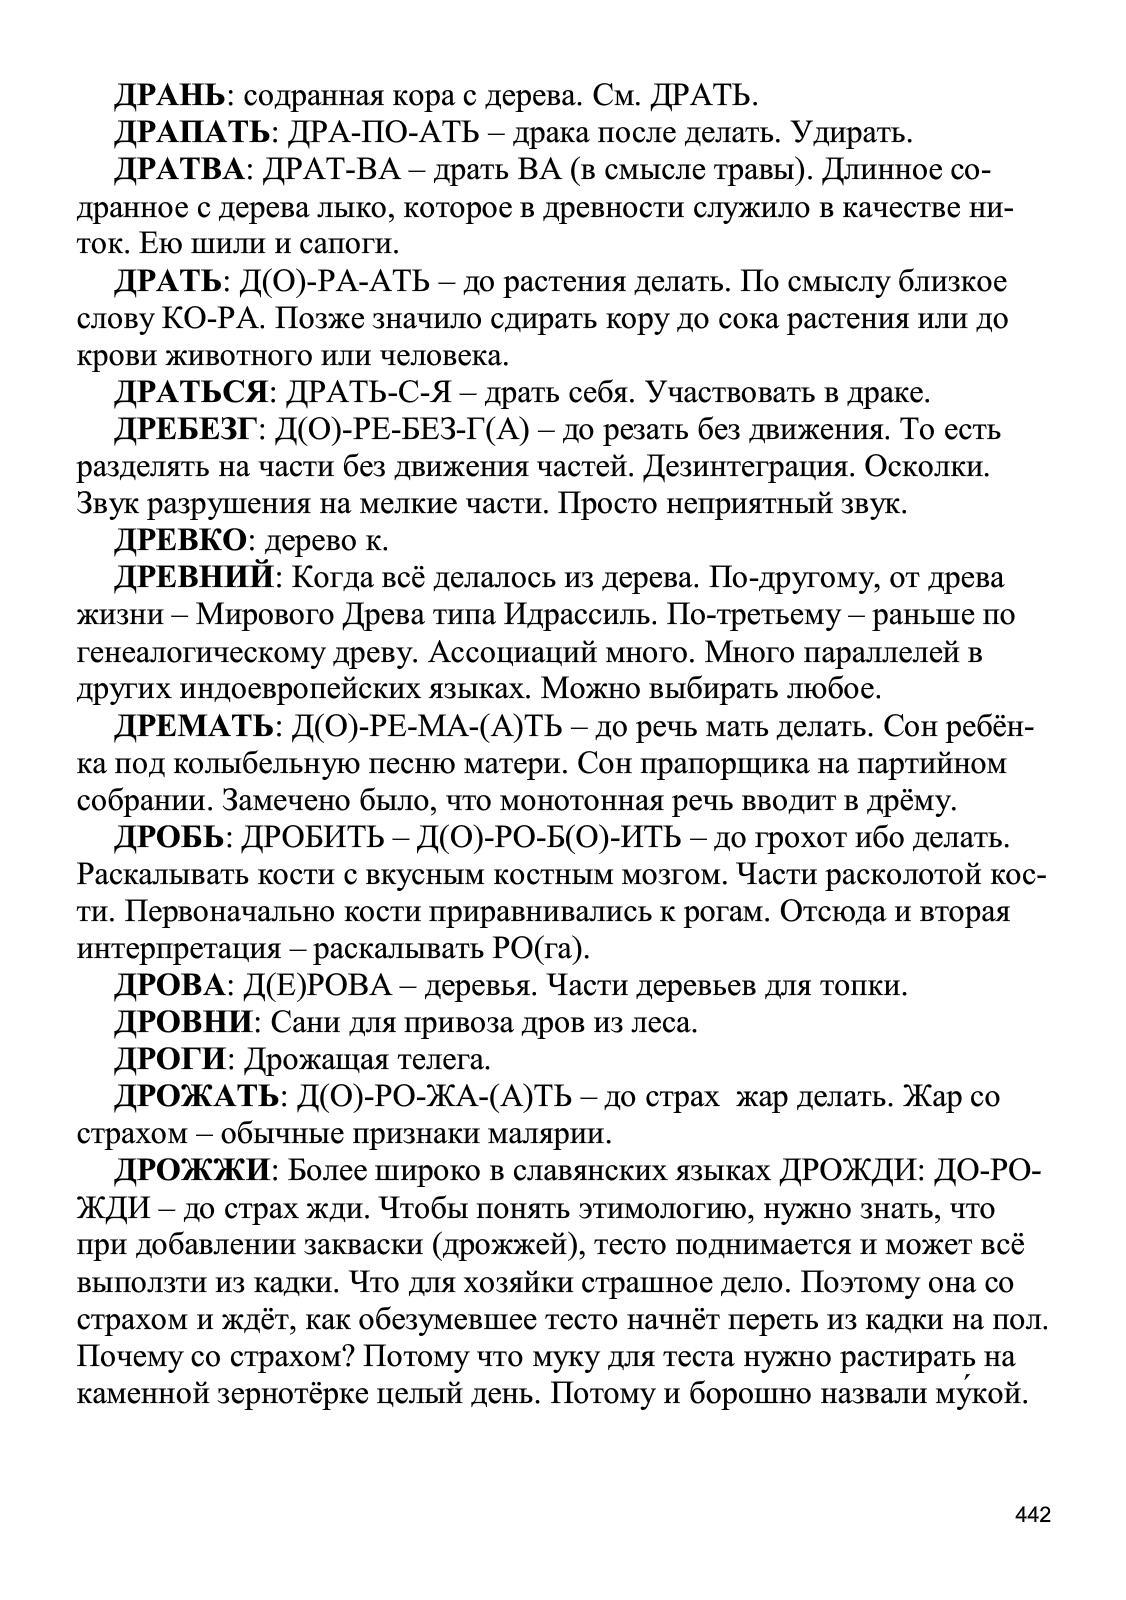 ДРАНЬ: содранная кора с дерева. См. ДРАТЬ.
ДРАПАТЬ: ДРА-ПО-АТЬ – драка после делать. Удирать.
ДРАТВА: ДРАТ-ВА – драть ВА (в смысле травы). Длинное со-
дранное с дерева лыко, которое в древности служило в качестве ни-
ток. Ею шили и сапоги.
ДРАТЬ: Д(О)-РА-АТЬ – до растения делать. По смыслу близкое
слову КО-РА. Позже значило сдирать кору до сока растения или до
крови животного или человека.
ДРАТЬСЯ: ДРАТЬ-С-Я – драть себя. Участвовать в драке.
ДРЕБЕЗГ: Д(О)-РЕ-БЕЗ-Г(А) – до резать без движения. То есть
разделять на части без движения частей. Дезинтеграция. Осколки.
Звук разрушения на мелкие части. Просто неприятный звук.
ДРЕВКО: дерево к.
ДРЕВНИЙ: Когда всё делалось из дерева. По-другому, от древа
жизни – Мирового Древа типа Идрассиль. По-третьему – раньше по
генеалогическому древу. Ассоциаций много. Много параллелей в
других индоевропейских языках. Можно выбирать любое.
ДРЕМАТЬ: Д(О)-РЕ-МА-(А)ТЬ – до речь мать делать. Сон ребён-
ка под колыбельную песню матери. Сон прапорщика на партийном
собрании. Замечено было, что монотонная речь вводит в дрёму.
ДРОБЬ: ДРОБИТЬ – Д(О)-РО-Б(О)-ИТЬ – до грохот ибо делать.
Раскалывать кости с вкусным костным мозгом. Части расколотой кос-
ти. Первоначально кости приравнивались к рогам. Отсюда и вторая
интерпретация – раскалывать РО(га).
ДРОВА: Д(Е)РОВА – деревья. Части деревьев для топки.
ДРОВНИ: Сани для привоза дров из леса.
ДРОГИ: Дрожащая телега.
ДРОЖАТЬ: Д(О)-РО-ЖА-(А)ТЬ – до страх  жар делать. Жар со
страхом – обычные признаки малярии.
ДРОЖЖИ: Более широко в славянских языках ДРОЖДИ: ДО-РО-
ЖДИ – до страх жди. Чтобы понять этимологию, нужно знать, что
при добавлении закваски (дрожжей), тесто поднимается и может всё
выползти из кадки. Что для хозяйки страшное дело. Поэтому она со
страхом и ждёт, как обезумевшее тесто начнёт переть из кадки на пол.
Почему со страхом? Потому что муку для теста нужно растирать на
каменной зернотёрке целый день. Потому и борошно назвали му́кой.
442